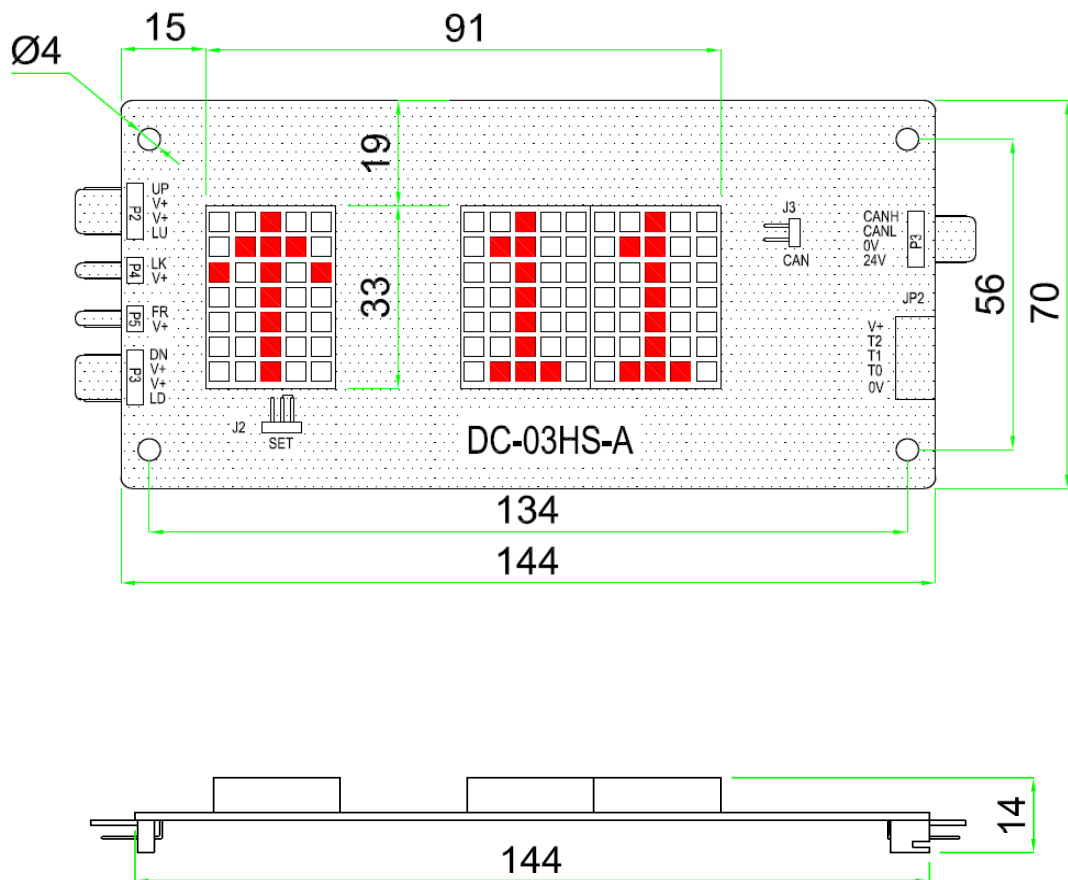 15
91
Ø4
19
UP
V+
V+
LU
P2
LK
V+
P4
FR
V+
P5
DN
V+
V+
LD
P3
33
11
J3
CAN
CANH
CANL
0V
24V
P3
JP2
V+
T2
T1
T0
0V
56
70
J2
SET
DC-03HS-A
134
144
14
144